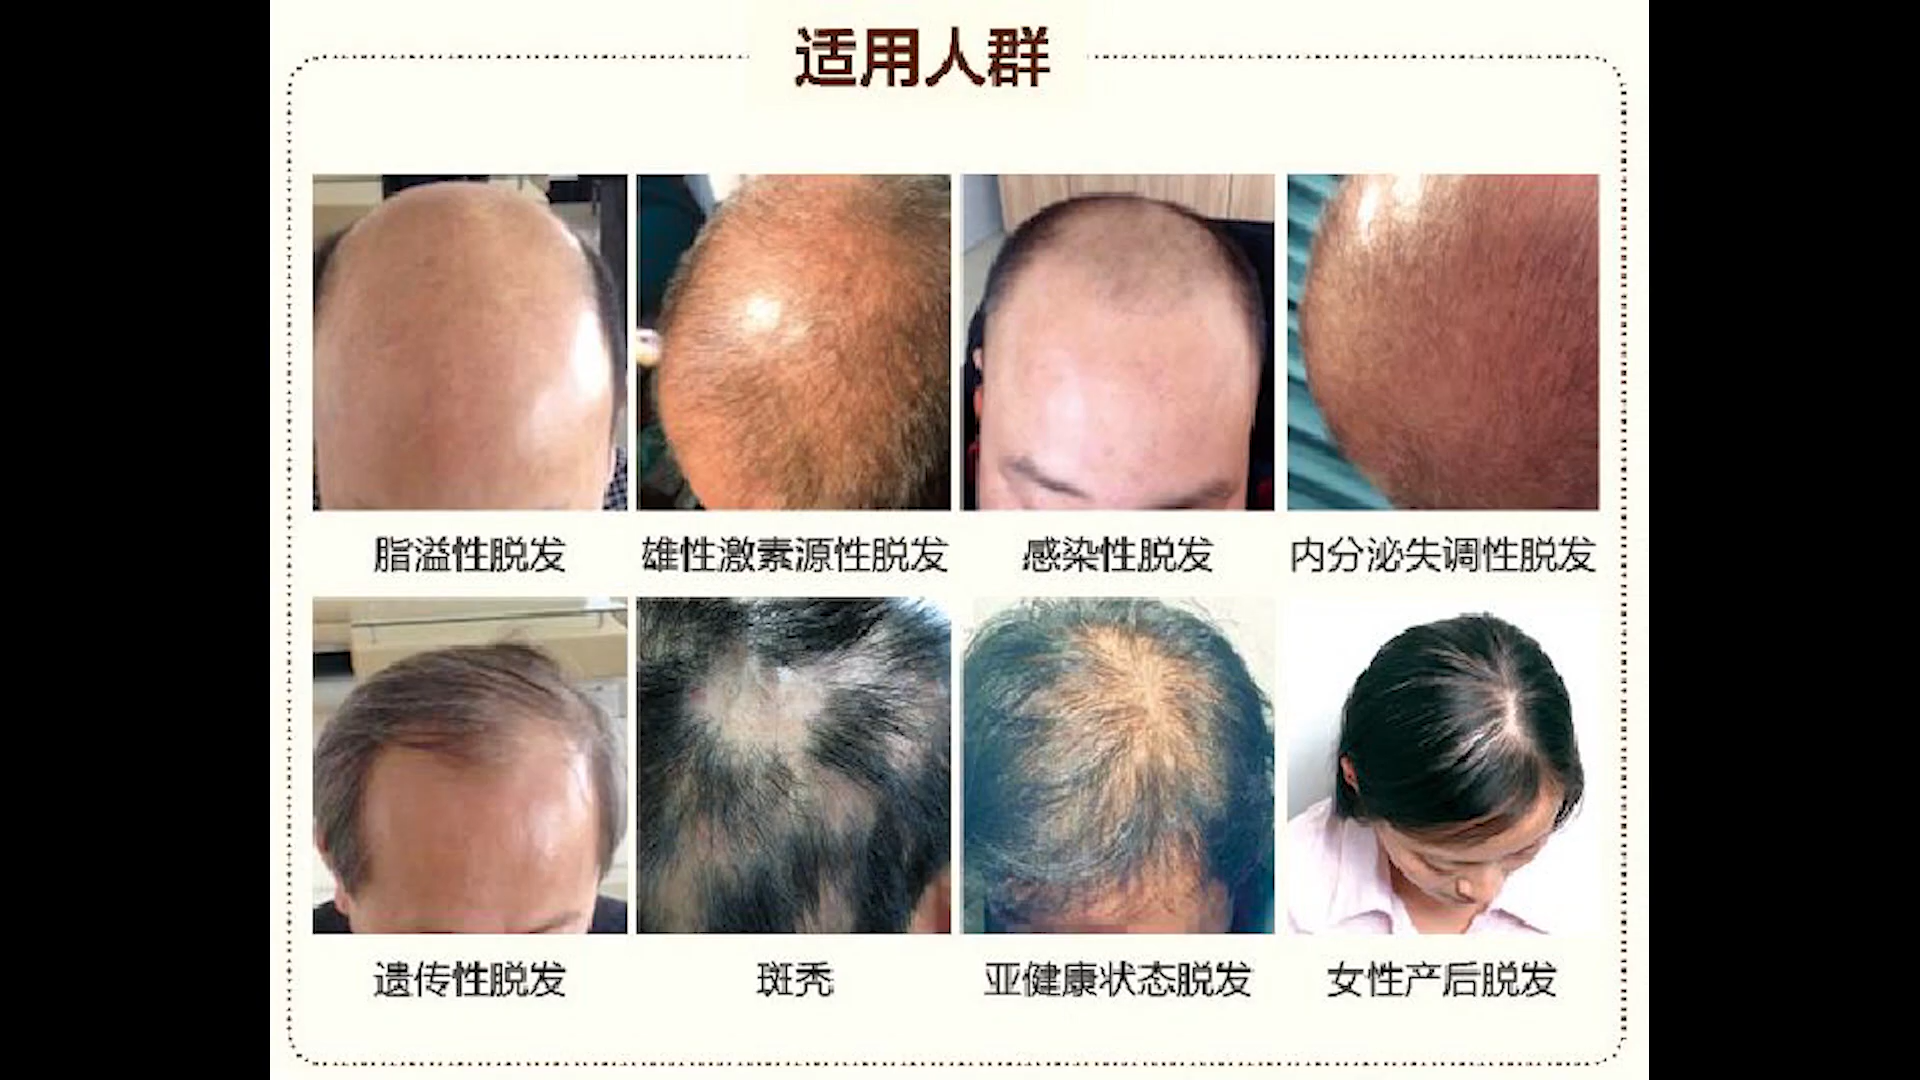 适用人群
脂溢性脱发
雄性激素源性脱发
感染性脱发
内分泌失调性脱发
遗传性脱发
斑秃
亚健康状态脱发
女性产后脱发